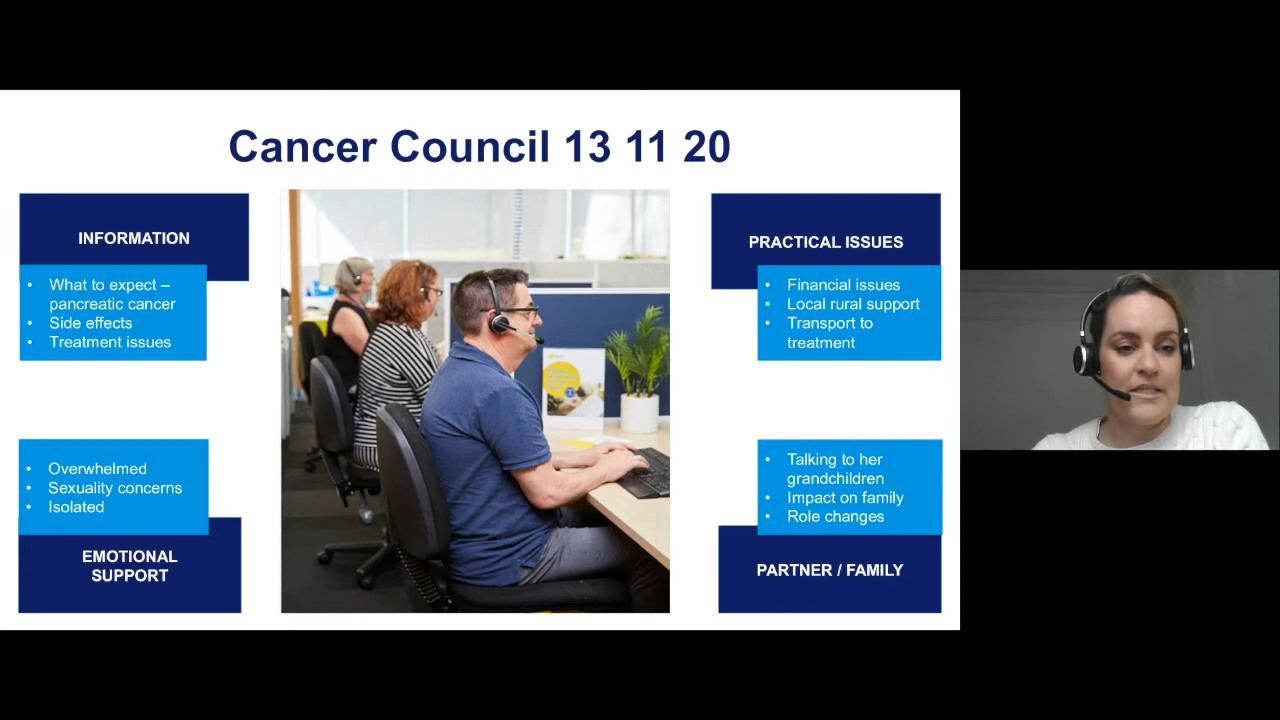 Cancer Council 13 11 20
INFORMATION
• What to expect –
pancreatic cancer
• Side effects
• Treatment issues
PRACTICAL ISSUES
• Financial issues
• Local rural support
• Transport to
treatment
• Overwhelmed
• Sexuality concerns
• Isolated
EMOTIONAL
SUPPORT
• Talking to her
grandchildren
• Impact on family
• Role changes
PARTNER / FAMILY